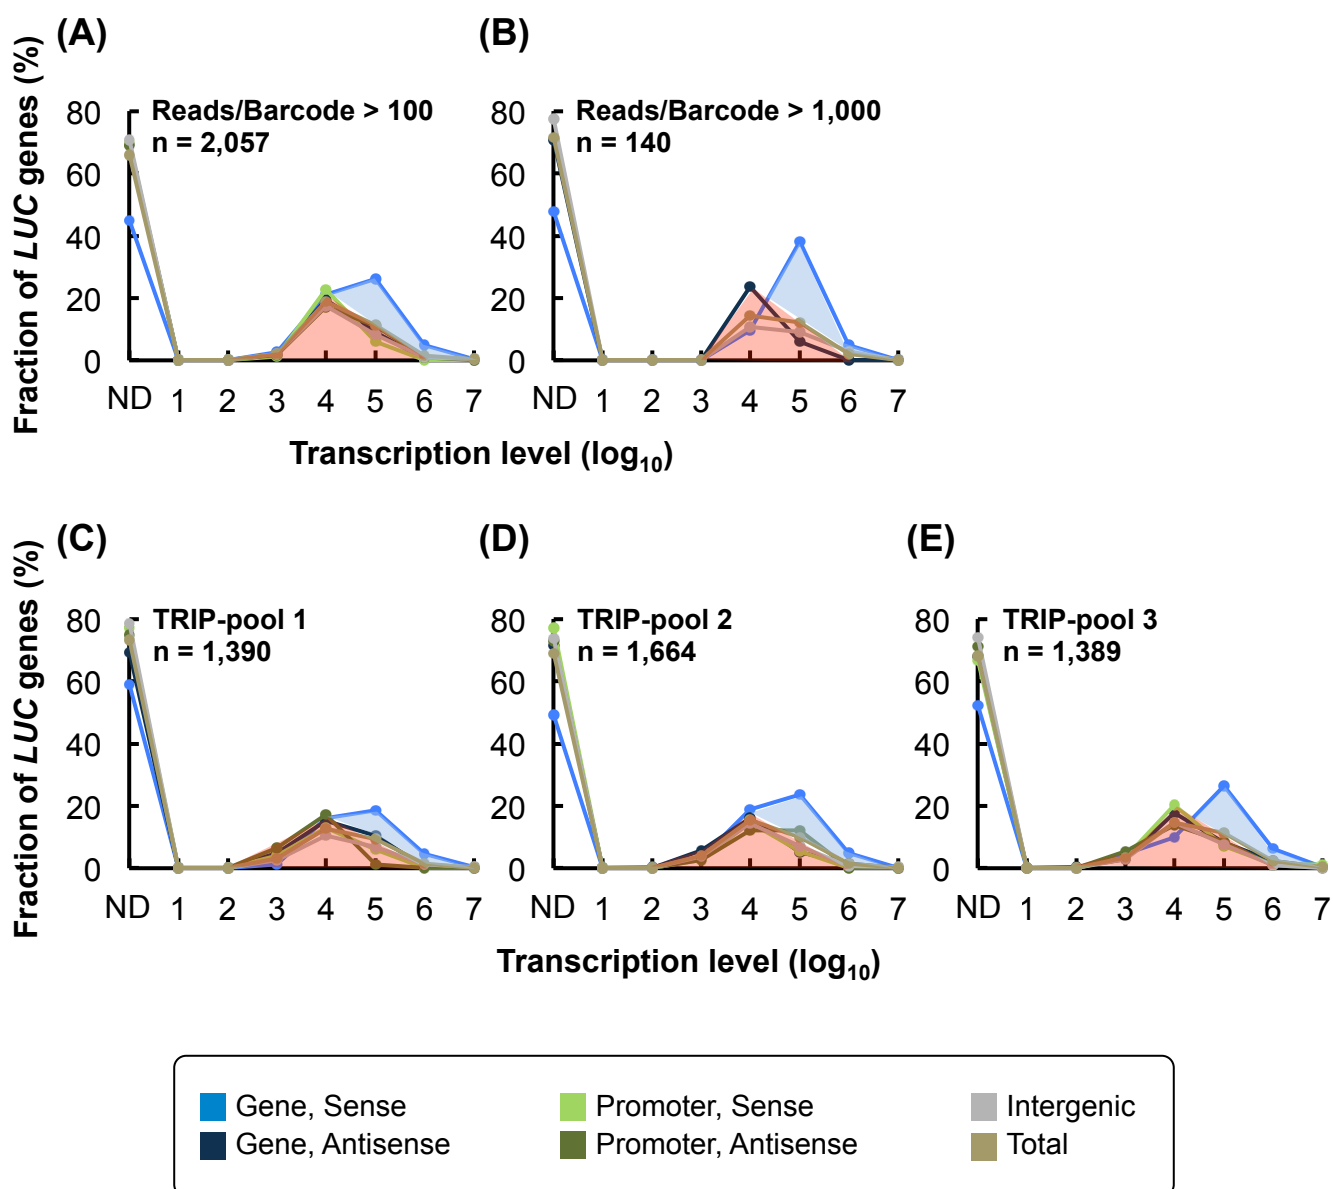 (A)
Fraction of LUC genes (%)
Reads/Barcode > 100
n = 2,057
80
60
40
20
0
ND 1 2 3 4 5 6 7
(B)
Reads/Barcode > 1,000
n = 140
80
60
40
20
0
ND 1 2 3 4 5 6 7
Transcription level (log10)
(C)
Fraction of LUC genes (%)
TRIP-pool 1
n = 1,390
80
60
40
20
0
ND 1 2 3 4 5 6 7
(D)
TRIP-pool 2
n = 1,664
80
60
40
20
0
ND 1 2 3 4 5 6 7
(E)
TRIP-pool 3
n = 1,389
80
60
40
20
0
ND 1 2 3 4 5 6 7
Transcription level (log10)
Gene, Sense
Gene, Antisense
Promoter, Sense
Promoter, Antisense
Intergenic
Total